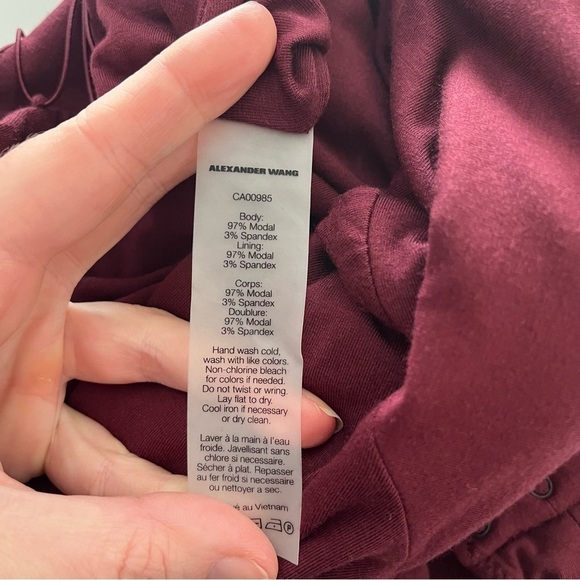 ALEXANDER WANG
CA00985
Body:
97% Modal
3% Spandex
Lining:
97% Modal
3% Spandex
Corps:
97% Modal
3% Spandex
Doublure:
97% Modal
3% Spandex
Hand wash cold,
wash with like colors.
Non-chlorine bleach
for colors if needed.
Do not twist or wring.
Lay flat to dry.
Cool iron if necessary
or dry clean.
Laver à la main à l'eau
froide. Javellisant sans
chlore si necessaire.
Sécher à plat. Repasser
au fer froid si necessaire
ou nettoyer a sec.
au Vietnam